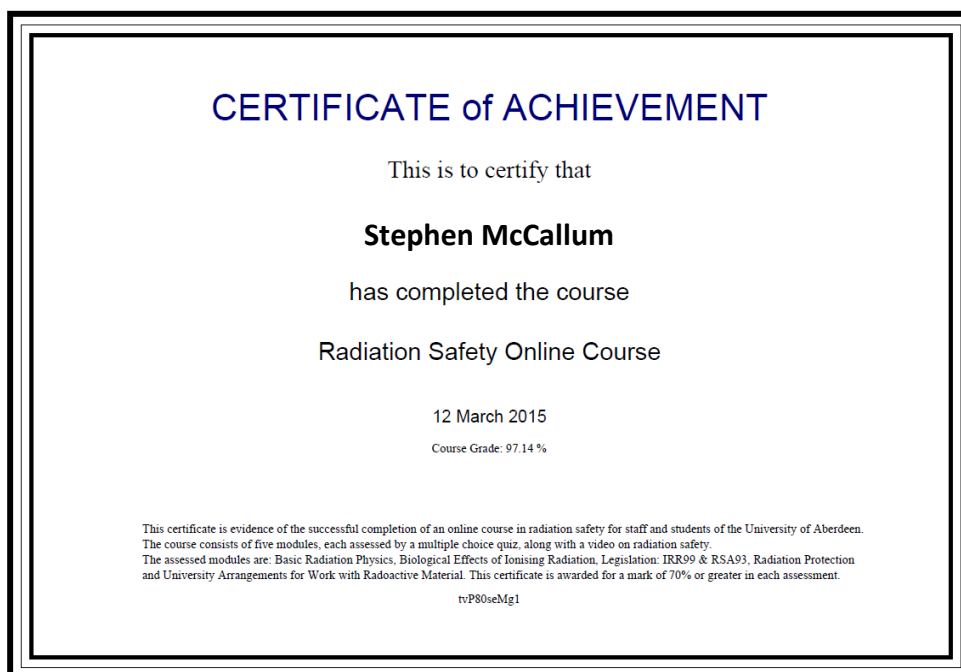 CERTIFICATE of ACHIEVEMENT
This is to certify that
Stephen McCallum
has completed the course
Radiation Safety Online Course
12 March 2015
Course Grade: 97.14 %
This certificate is evidence of the successful completion of an online course in radiation safety for staff and students of the University of Aberdeen.
The course consists of five modules, each assessed by a multiple choice quiz, along with a video on radiation safety.
The assessed modules are: Basic Radiation Physics, Biological Effects of Ionising Radiation, Legislation: IRR99 & RSA93, Radiation Protection
and University Arrangements for Work with Radoactive Material. This certificate is awarded for a mark of 70% or greater in each assessment.
tvP80seMg1